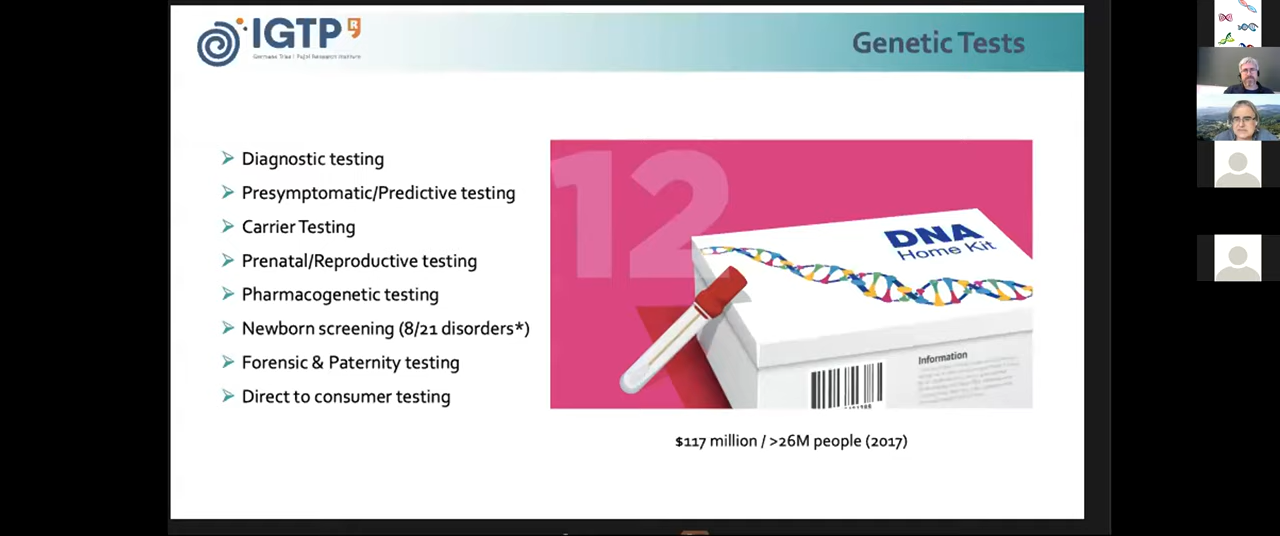 IGTP
R
Germans Trias i Pujol Research Institute
Genetic Tests
Diagnostic testing
Presymptomatic/Predictive testing
Carrier Testing
Prenatal/Reproductive testing
Pharmacogenetic testing
Newborn screening (8/21 disorders*)
Forensic & Paternity testing
Direct to consumer testing
12
DNA
Home Kit
Information
$117 million / >26M people (2017)